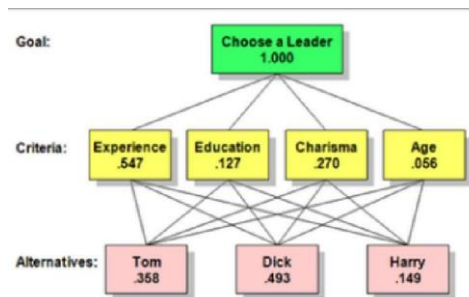 Goal:
Choose a Leader
1.000
Criteria:
Experience
.547
Education
.127
Charisma
.270
Age
.056
Alternatives:
Tom
.358
Dick
.493
Harry
.149